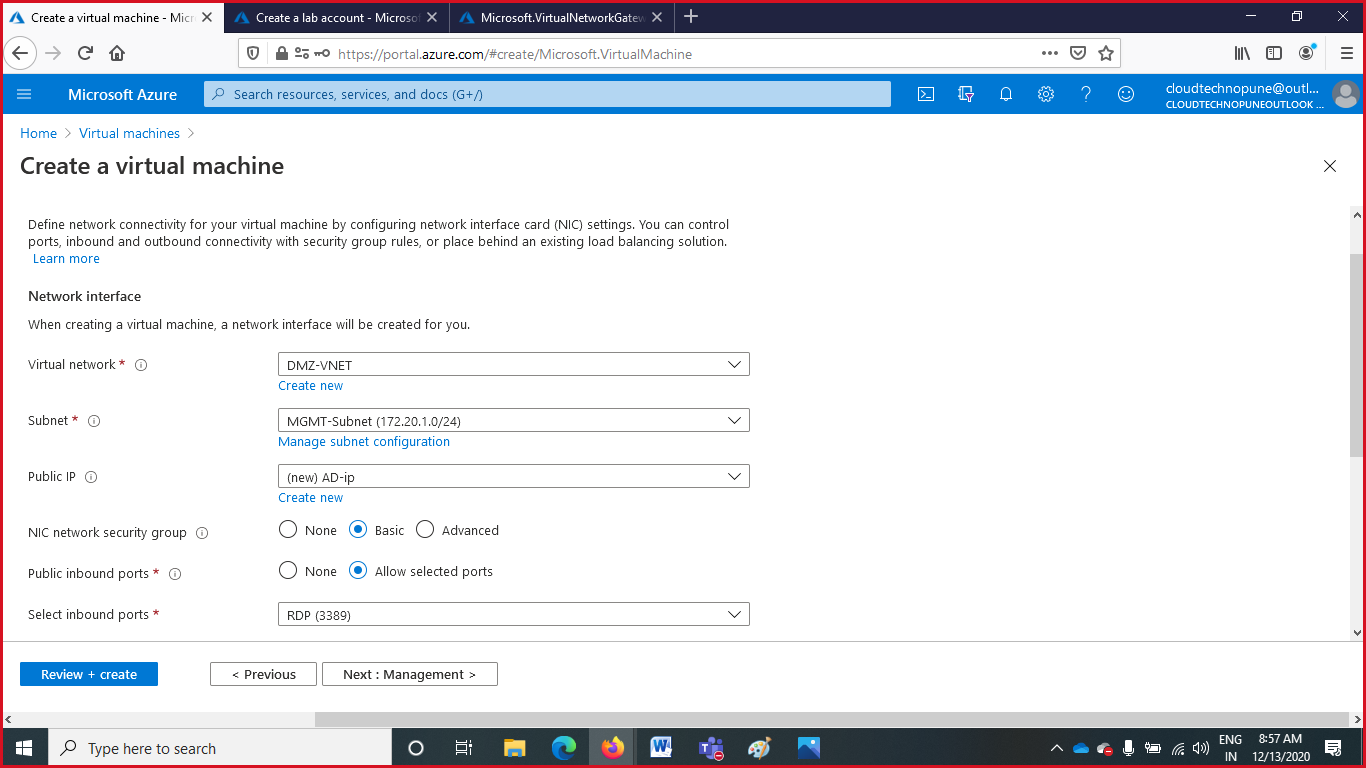 Create a virtual machine - Micr
Create a lab account - Microsof
Microsoft.VirtualNetworkGatew
https://portal.azure.com/#create/Microsoft.VirtualMachine
Microsoft Azure
Search resources, services, and docs (G+/)
cloudtechnopune@outl...
CLOUDTECHNOPUNEOUTLOOK ...
Home > Virtual machines >
Create a virtual machine
Define network connectivity for your virtual machine by configuring network interface card (NIC) settings. You can control
ports, inbound and outbound connectivity with security group rules, or place behind an existing load balancing solution.
Learn more
Network interface
When creating a virtual machine, a network interface will be created for you.
Virtual network *
DMZ-VNET
Create new
Subnet *
MGMT-Subnet (172.20.1.0/24)
Manage subnet configuration
Public IP
(new) AD-ip
Create new
NIC network security group
None Basic Advanced
Public inbound ports *
None Allow selected ports
Select inbound ports *
RDP (3389)
Review + create
< Previous
Next : Management >
Type here to search
ENG
IN
8:57 AM
12/13/2020